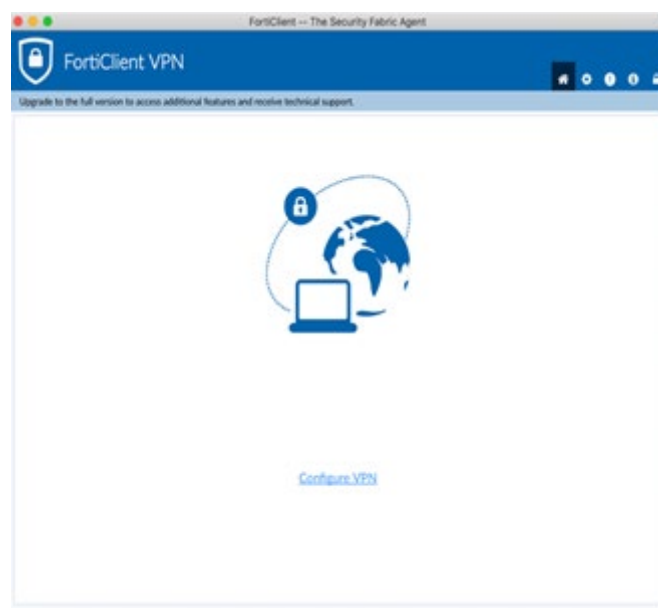 FortiClient -- The Security Fabric Agent
FortiClient VPN
Upgrade to the full version to access additional features and receive technical support.
Configure VPN